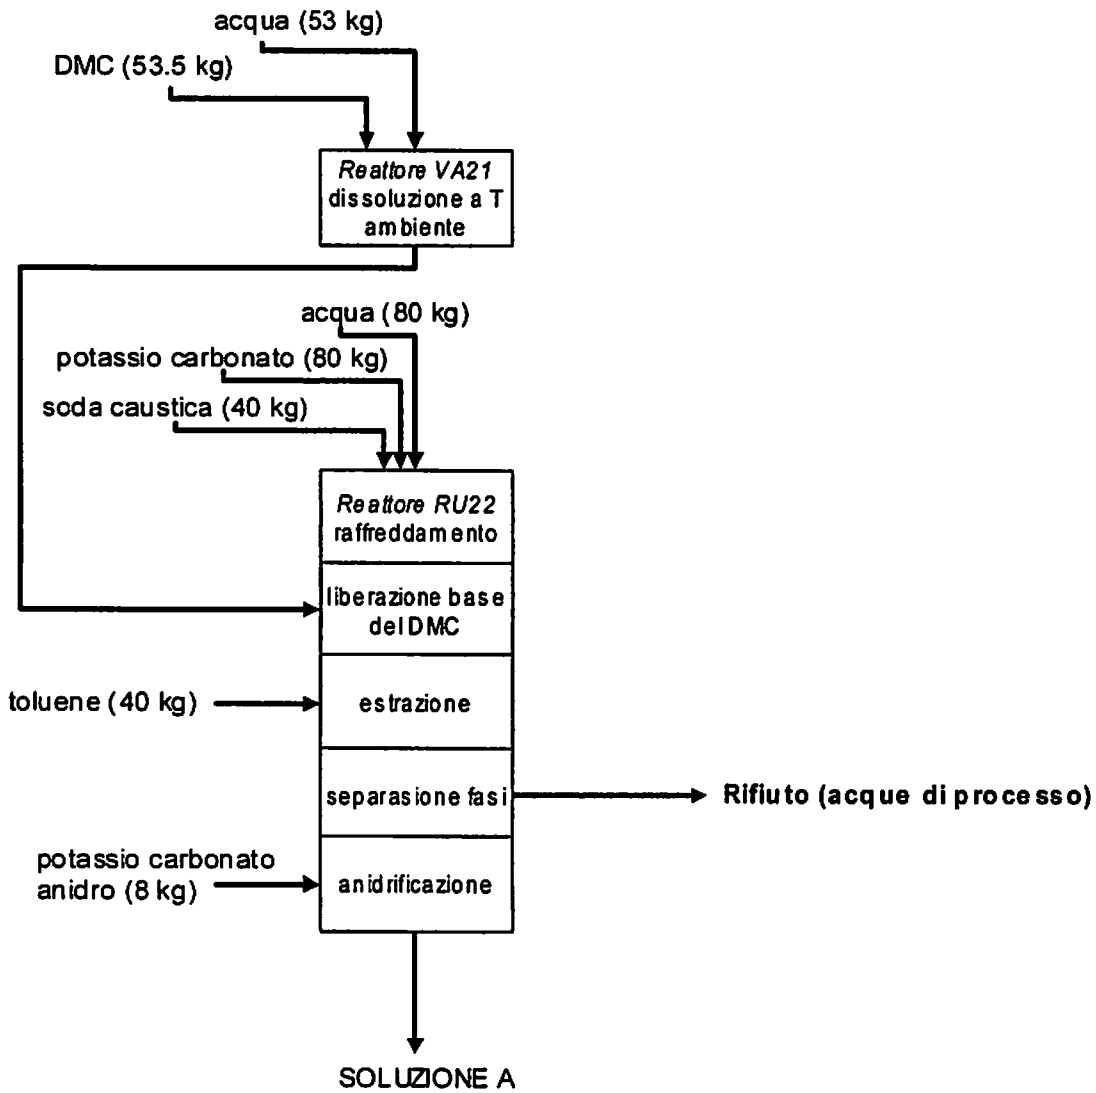 acqua (53 kg)
DMC (53.5 kg)
Reattore VA21
dissoluzione a T
ambiente
acqua (80 kg)
potassio carbonato (80 kg)
soda caustica (40 kg)
Reattore RU22
raffreddamento
liberazione base
del DMC
toluene (40 kg)
estrazione
separasione fasi
Rifiuto (acque di processo)
potassio carbonato
anidro (8 kg)
anidrificazione
SOLUZIONE A